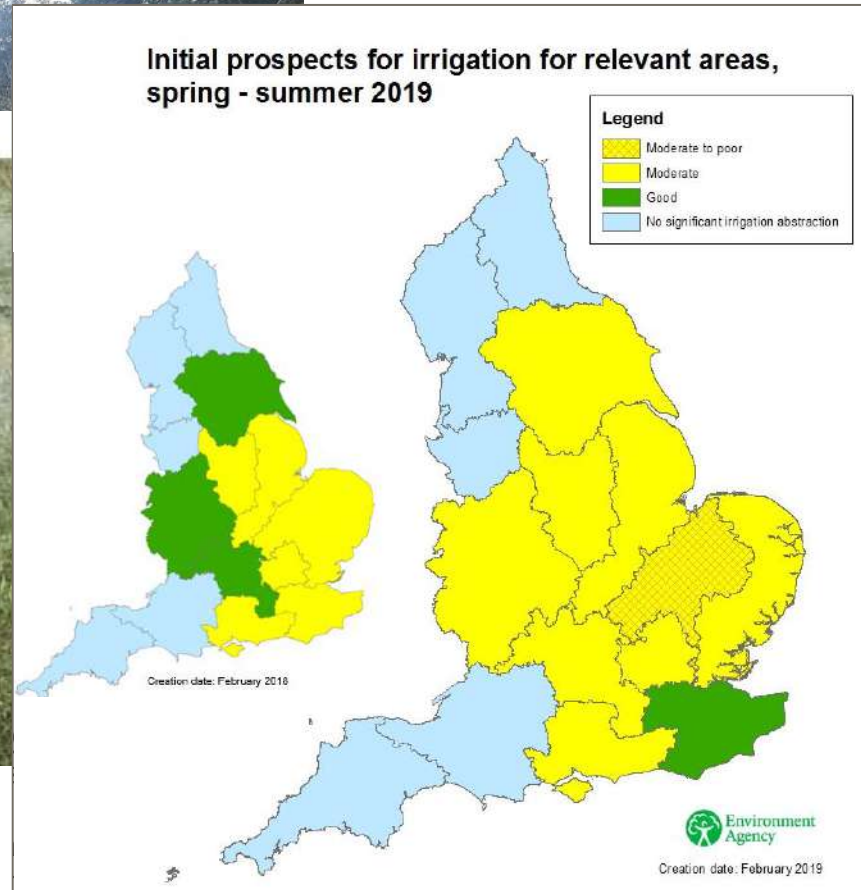 Initial prospects for irrigation for relevant areas,
spring - summer 2019
Legend
Moderate to poor
Moderate
Good
No significant irrigation abstraction
Creation date: February 2018
Environment
Agency
Creation date: February 2019